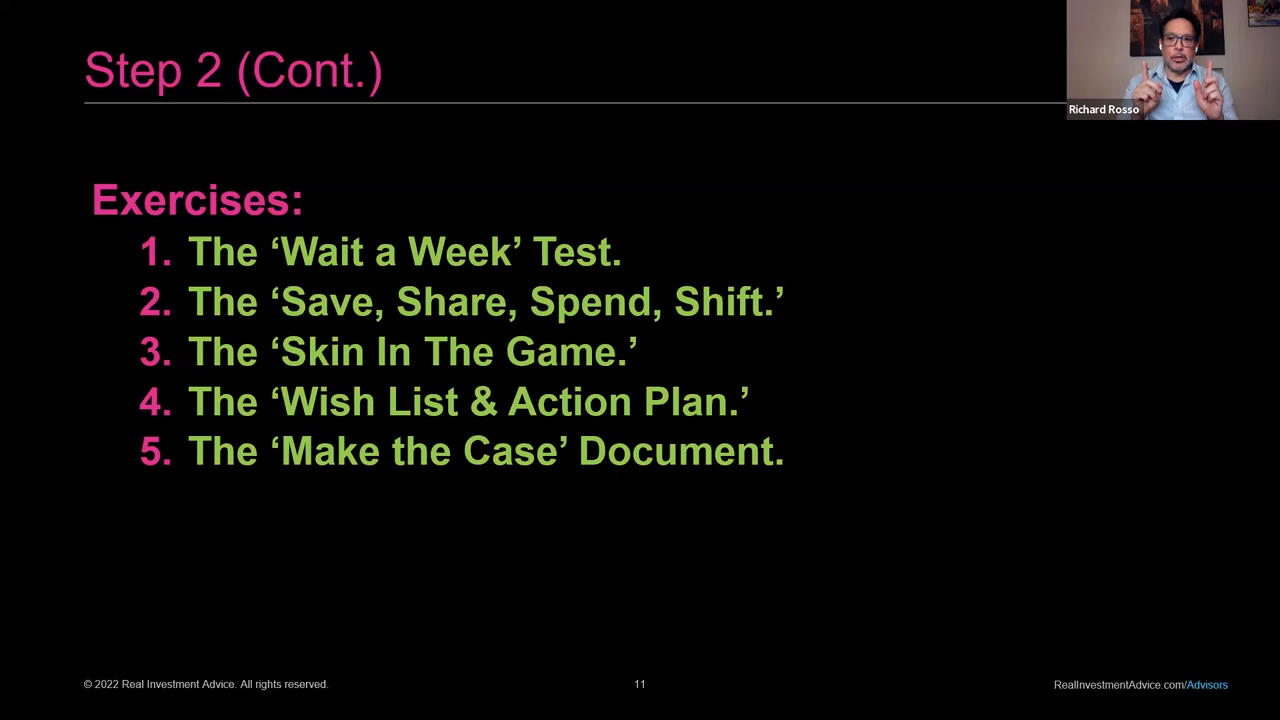 Step 2 (Cont.)
Richard Rosso
Exercises:
1. The ‘Wait a Week’ Test.
2. The ‘Save, Share, Spend, Shift.’
3. The ‘Skin In The Game.’
4. The ‘Wish List & Action Plan.’
5. The ‘Make the Case’ Document.
© 2022 Real Investment Advice. All rights reserved.
11
RealInvestmentAdvice.com/Advisors